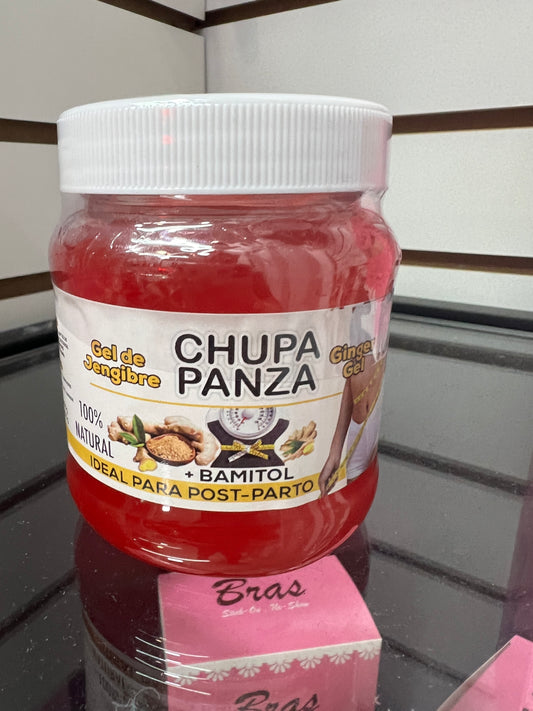 Gel de
Jengibre
CHUPA
PANZA
Ginger
Gel
100%
NATURAL
+ BAMITOL
IDEAL PARA POST-PARTO
Bras
Stick-On, No-Show
Bras